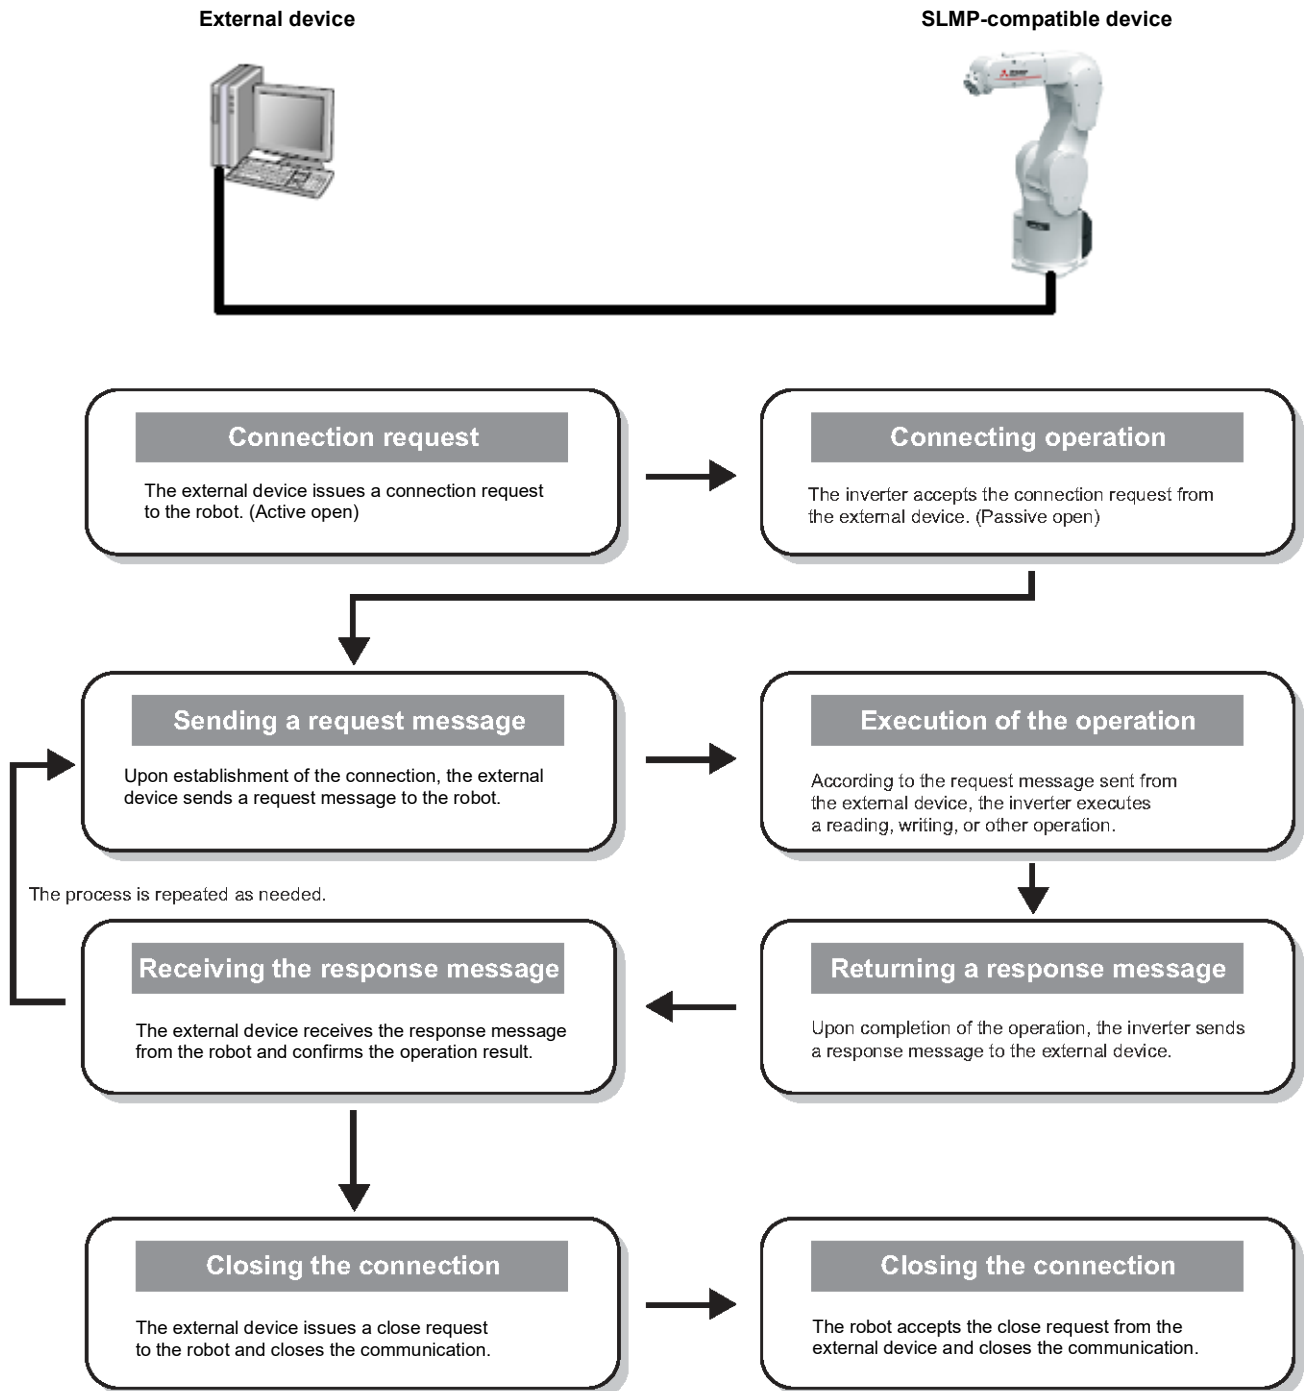 External device
SLMP-compatible device
Connection request
The external device issues a connection request
to the robot. (Active open)
Connecting operation
The inverter accepts the connection request from
the external device. (Passive open)
Sending a request message
Upon establishment of the connection, the external
device sends a request message to the robot.
Execution of the operation
According to the request message sent from
the external device, the inverter executes
a reading, writing, or other operation.
The process is repeated as needed.
Receiving the response message
The external device receives the response message
from the robot and confirms the operation result.
Returning a response message
Upon completion of the operation, the inverter sends
a response message to the external device.
Closing the connection
The external device issues a close request
to the robot and closes the communication.
Closing the connection
The robot accepts the close request from the
external device and closes the communication.